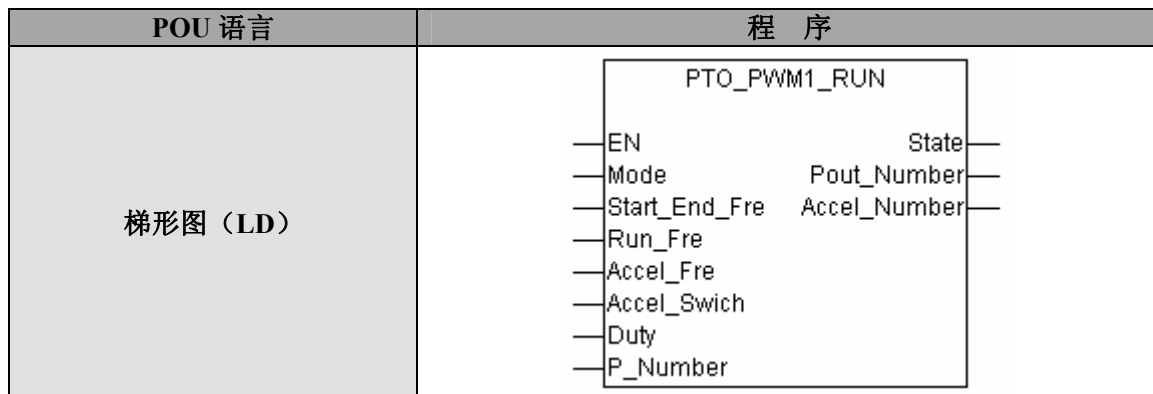 POU 语言 程 序
PTO_PWM1_RUN
EN State
Mode Pout_Number
梯形图（LD） Start_End_Fre Accel_Number
Run_Fre
Accel_Fre
Accel_Swich
Duty
P_Number